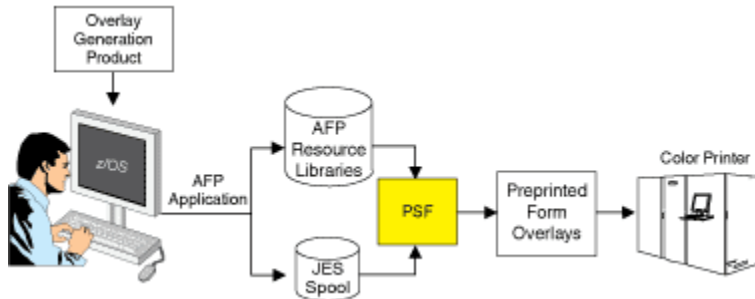 Overlay
Generation
Product
z/OS
AFP
Application
AFP
Resource
Libraries
JES
Spool
PSF
Preprinted
Form
Overlays
Color Printer